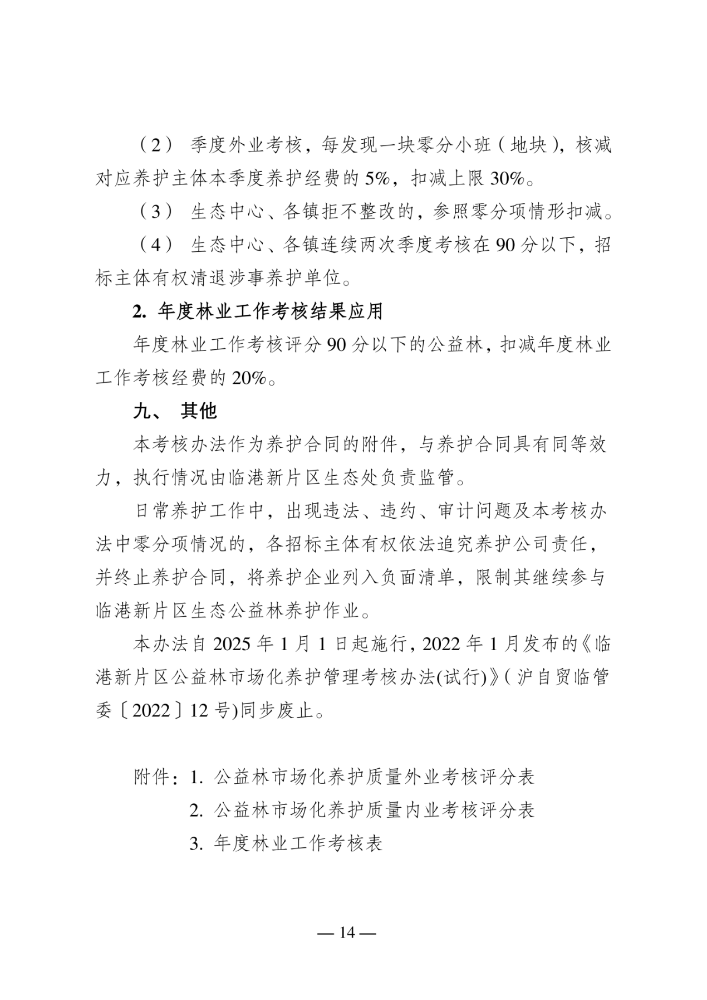 （2） 季度外业考核，每发现一块零分小班（地块），核减
对应养护主体本季度养护经费的 5%，扣减上限 30%。
（3） 生态中心、各镇拒不整改的，参照零分项情形扣减。
（4） 生态中心、各镇连续两次季度考核在 90 分以下，招
标主体有权清退涉事养护单位。
2. 年度林业工作考核结果应用
年度林业工作考核评分 90 分以下的公益林，扣减年度林业
工作考核经费的 20%。
九、 其他
本考核办法作为养护合同的附件，与养护合同具有同等效
力，执行情况由临港新片区生态处负责监管。
日常养护工作中，出现违法、违约、审计问题及本考核办
法中零分项情况的，各招标主体有权依法追究养护公司责任，
并终止养护合同，将养护企业列入负面清单，限制其继续参与
临港新片区生态公益林养护作业。
本办法自 2025 年 1 月 1 日起施行，2022 年 1 月发布的《临
港新片区公益林市场化养护管理考核办法(试行)》（沪自贸临管
委〔2022〕12 号)同步废止。
附件：1. 公益林市场化养护质量外业考核评分表
2. 公益林市场化养护质量内业考核评分表
3. 年度林业工作考核表
— 14 —